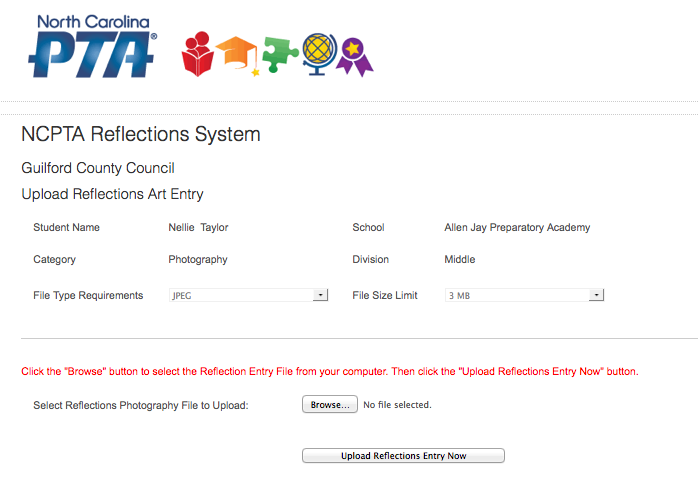 North Carolina
PTA®
NCPTA Reflections System
Guilford County Council
Upload Reflections Art Entry
Student Name Nellie Taylor School Allen Jay Preparatory Academy
Category Photography Division Middle
File Type Requirements JPEG File Size Limit 3 MB
Click the "Browse" button to select the Reflection Entry File from your computer. Then click the "Upload Reflections Entry Now" button.
Select Reflections Photography File to Upload: Browse... No file selected.
Upload Reflections Entry Now